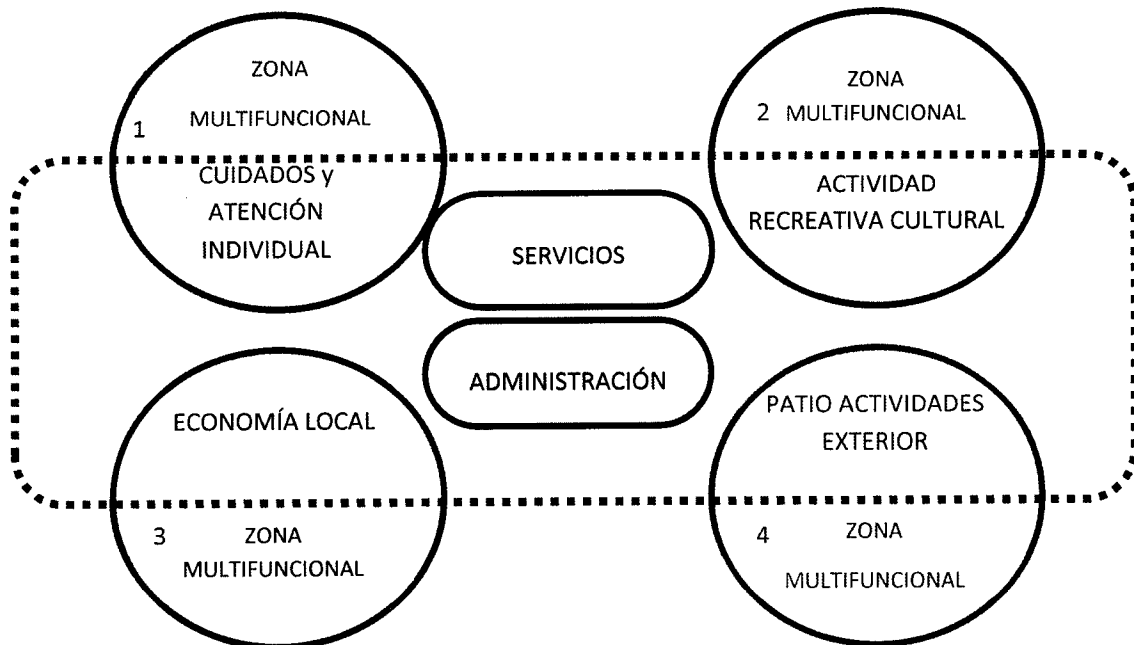 ZONA
1 MULTIFUNCIONAL
CUIDADOS y
ATENCIÓN
INDIVIDUAL
ZONA
2 MULTIFUNCIONAL
ACTIVIDAD
RECREATIVA CULTURAL
SERVICIOS
ADMINISTRACIÓN
ECONOMÍA LOCAL
3 ZONA
MULTIFUNCIONAL
PATIO ACTIVIDADES
EXTERIOR
4 ZONA
MULTIFUNCIONAL